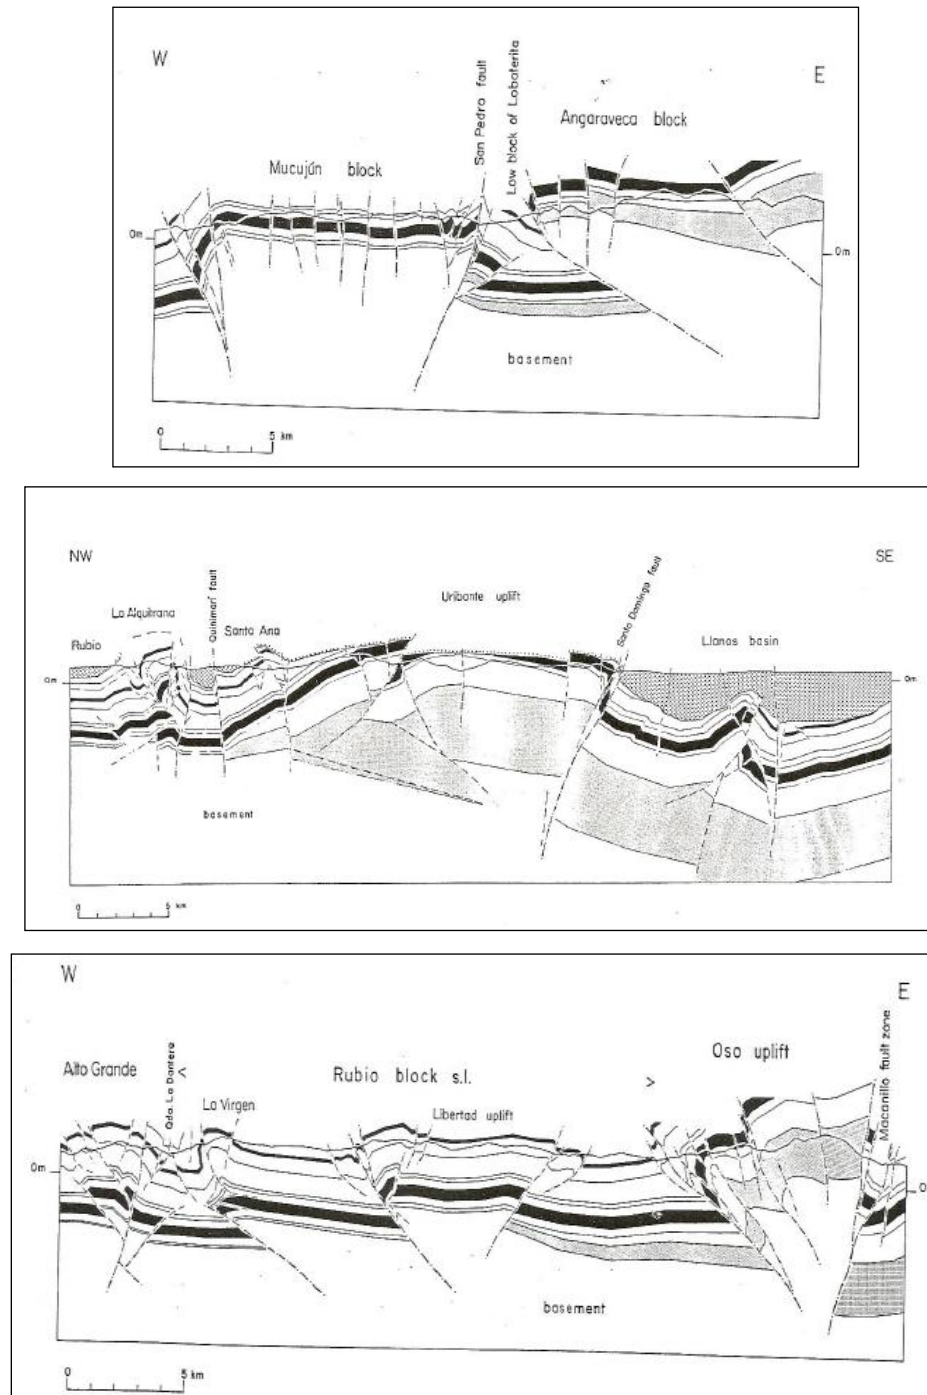 W
E
San Pedro fault
Low block of Lobaterita
Angaraveca block
Mucujún block
0m
0m
basement
0
5 km
NW
SE
Uribante uplift
Santo Domingo fault
Quinimarí fault
La Alquitrana
Santa Ana
Rubio
Llanos basin
0m
0m
basement
0
5 km
W
E
Macanillo fault zone
Oso uplift
Alto Grande
Qda. La Dantera
<
Rubio block s.l.
>
La Virgen
Libertad uplift
0m
basement
0
5 km